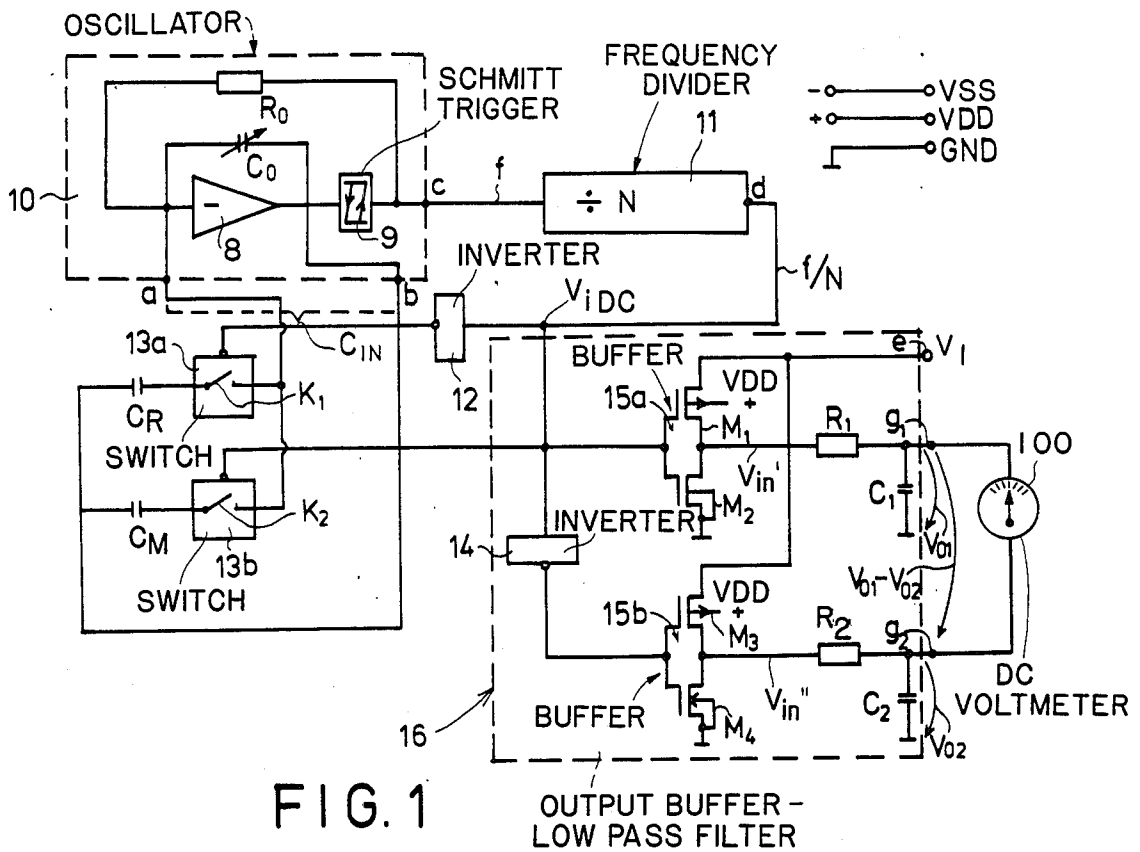 OSCILLATOR
SCHMITT
TRIGGER
FREQUENCY
DIVIDER
11
- VSS
+ VDD
GND
R0
C0
10
8
9
c
f
÷ N
d
f/N
a
b
INVERTER
12
Vi DC
CIN
13a
CR
K1
SWITCH
CM
K2
13b
SWITCH
BUFFER
15a
VDD
+
M1
M2
Vin'
R1
g1
C1
V01
e
V1
100
V01-V02
14
INVERTER
15b
VDD
+
M3
M4
BUFFER
Vin''
R2
g2
C2
V02
DC
VOLTMETER
16
OUTPUT BUFFER -
LOW PASS FILTER
FIG. 1